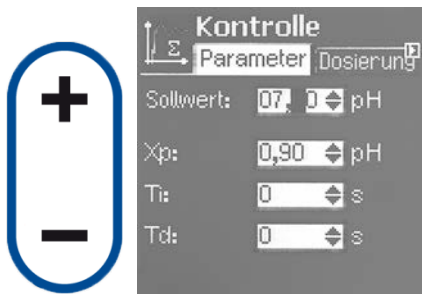 +
−
Σ
Kontrolle
Parameter Dosierung
Sollwert: 07, 0 pH
Xp: 0,90 pH
Ti: 0 s
Td: 0 s